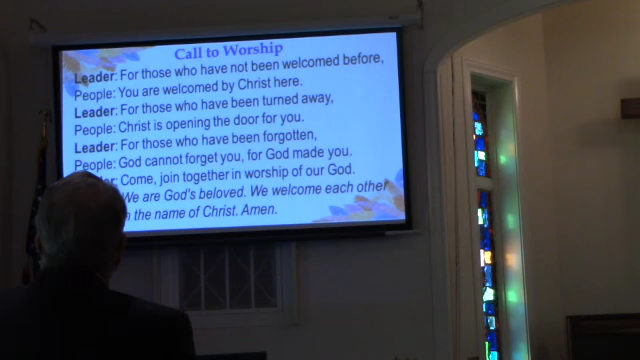 Call to Worship
Leader: For those who have not been welcomed before,
People: You are welcomed by Christ here.
Leader: For those who have been turned away,
People: Christ is opening the door for you.
Leader: For those who have been forgotten,
People: God cannot forget you, for God made you.
Come, join together in worship of our God.
We are God's beloved. We welcome each other
the name of Christ. Amen.